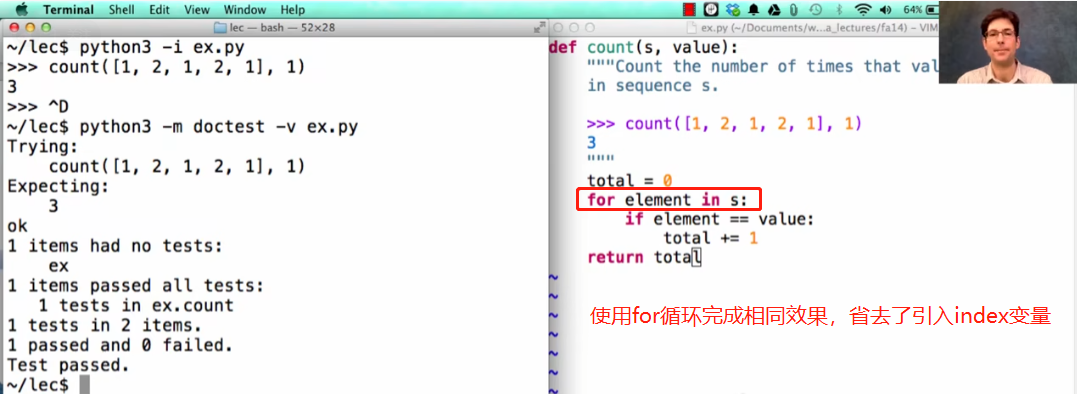 Terminal Shell Edit View Window Help 64%
lec — bash — 52×28
~/lec$ python3 -i ex.py
>>> count([1, 2, 1, 2, 1], 1)
3
>>> ^D
~/lec$ python3 -m doctest -v ex.py
Trying:
    count([1, 2, 1, 2, 1], 1)
Expecting:
    3
ok
1 items had no tests:
    ex
1 items passed all tests:
   1 tests in ex.count
1 tests in 2 items.
1 passed and 0 failed.
Test passed.
~/lec$
ex.py (~/Documents/w...a_lectures/fa14) – VIM
def count(s, value):
    """Count the number of times that
    in sequence s.
    >>> count([1, 2, 1, 2, 1], 1)
    3
    """
    total = 0
    for element in s:
        if element == value:
            total += 1
    return total
~
~
~
~
~
~
~
使用for循环完成相同效果，省去了引入index变量